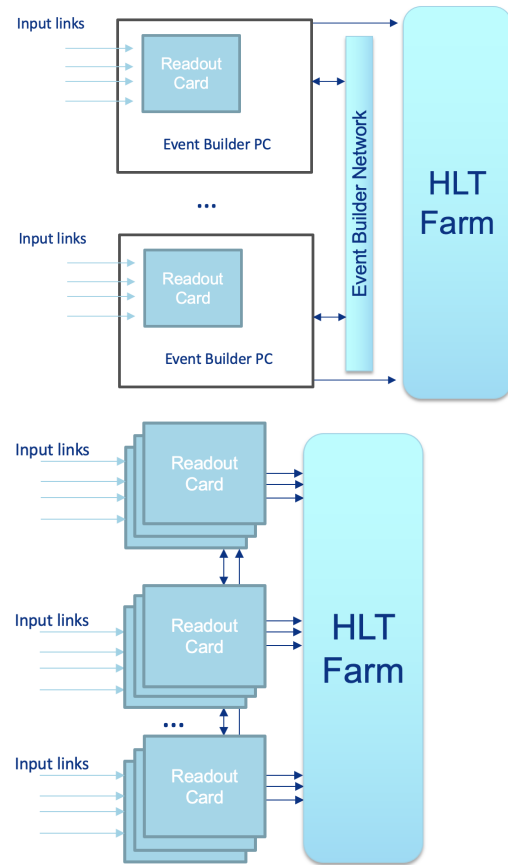 Input links
Readout
Card
Event Builder PC
...
Input links
Readout
Card
Event Builder PC
Event Builder Network
HLT
Farm
Input links
Readout
Card
Input links
Readout
Card
...
Input links
Readout
Card
HLT
Farm